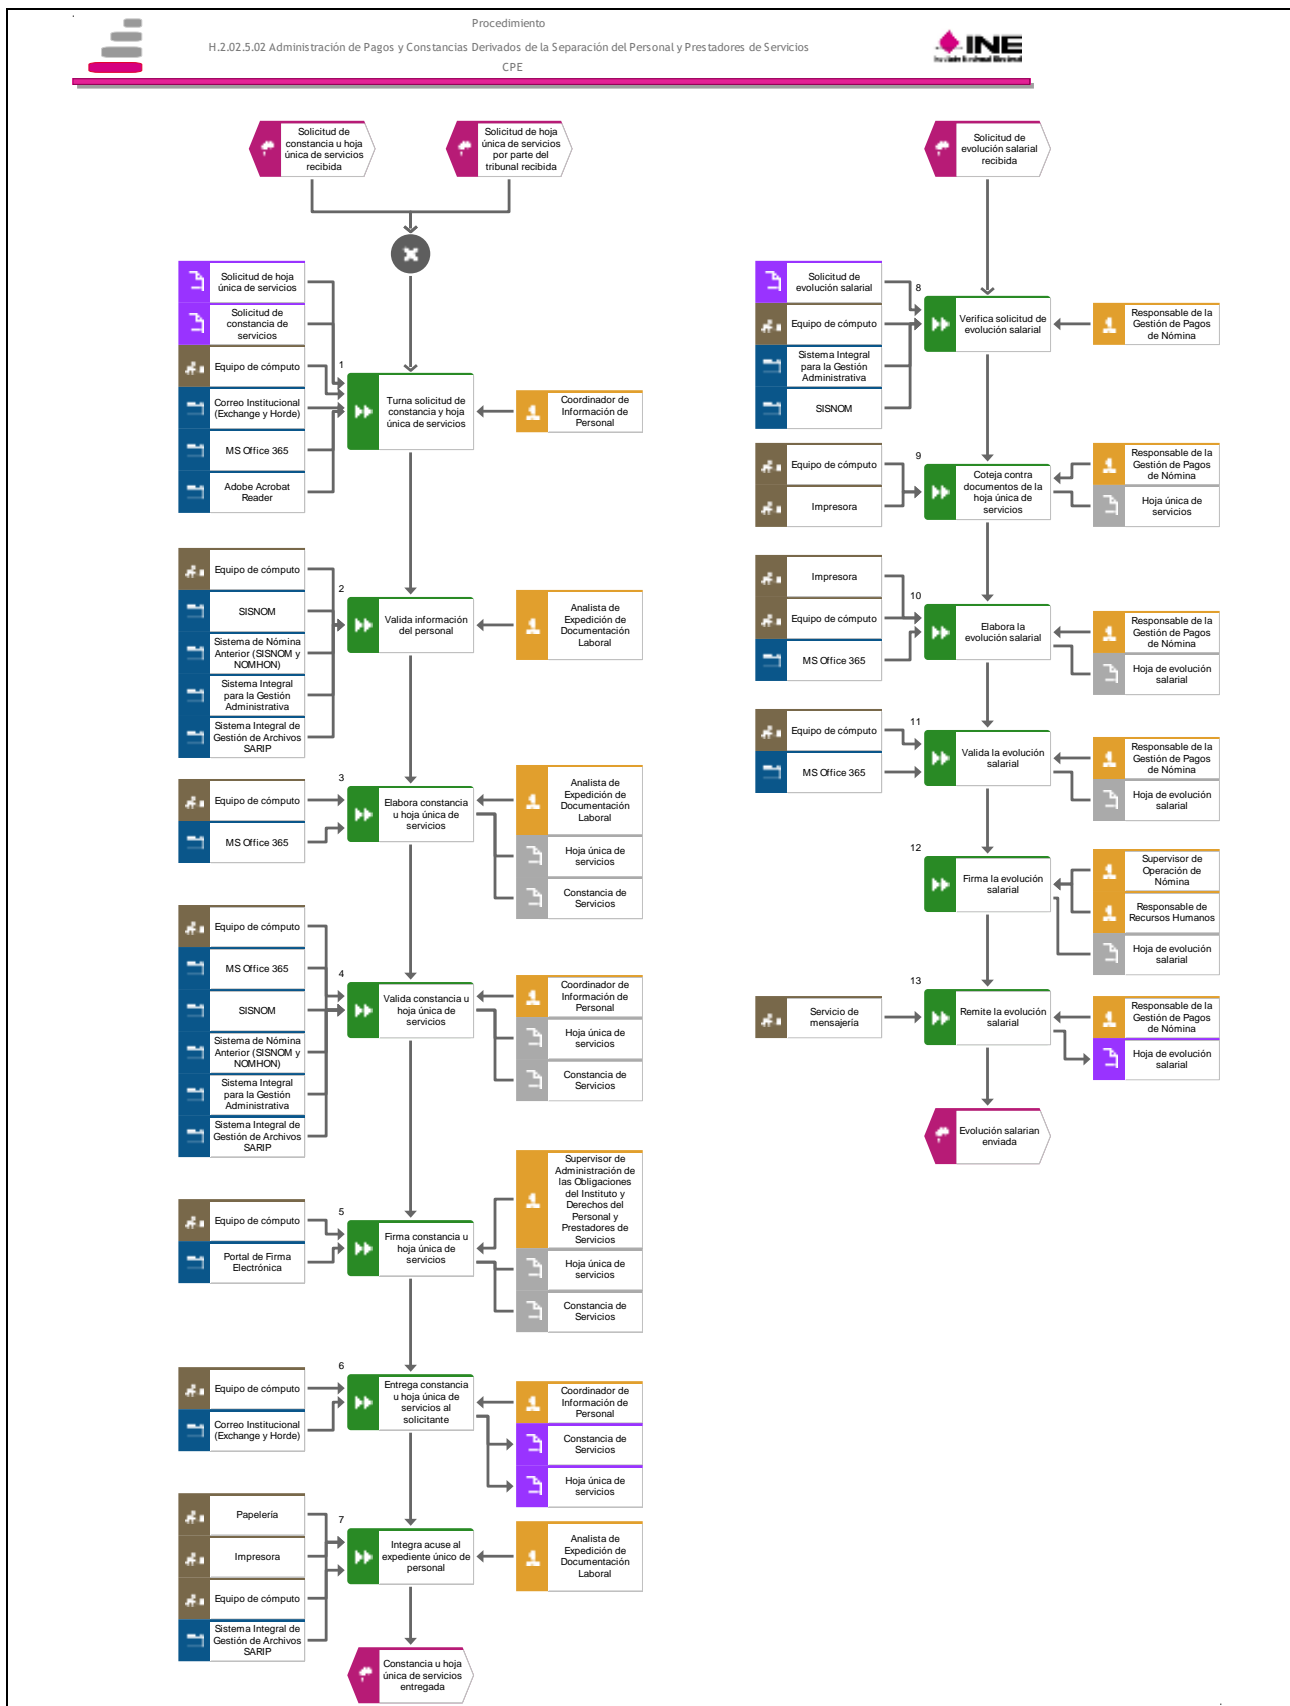 Procedimiento
H.2.02.5.02 Administración de Pagos y Constancias Derivados de la Separación del Personal y Prestadores de Servicios
CPE
INE
Instituto Nacional Electoral
Solicitud de
constancia u hoja
única de servicios
recibida
Solicitud de hoja
única de servicios
por parte del
tribunal recibida
Solicitud de hoja
única de servicios
Solicitud de
constancia de
servicios
Equipo de cómputo
Correo Institucional
(Exchange y Horde)
MS Office 365
Adobe Acrobat
Reader
1
Turna solicitud de
constancia y hoja
única de servicios
Coordinador de
Información de
Personal
Equipo de cómputo
SISNOM
Sistema de Nómina
Anterior (SISNOM y
NOMHON)
Sistema Integral
para la Gestión
Administrativa
Sistema Integral de
Gestión de Archivos
SARIP
2
Valida información
del personal
Analista de
Expedición de
Documentación
Laboral
Equipo de cómputo
MS Office 365
3
Elabora constancia
u hoja única de
servicios
Analista de
Expedición de
Documentación
Laboral
Hoja única de
servicios
Constancia de
Servicios
Equipo de cómputo
MS Office 365
SISNOM
Sistema de Nómina
Anterior (SISNOM y
NOMHON)
Sistema Integral
para la Gestión
Administrativa
Sistema Integral de
Gestión de Archivos
SARIP
4
Valida constancia u
hoja única de
servicios
Coordinador de
Información de
Personal
Hoja única de
servicios
Constancia de
Servicios
Equipo de cómputo
Portal de Firma
Electrónica
5
Firma constancia u
hoja única de
servicios
Supervisor de
Administración de
las Obligaciones
del Instituto y
Derechos del
Personal y
Prestadores de
Servicios
Hoja única de
servicios
Constancia de
Servicios
Equipo de cómputo
Correo Institucional
(Exchange y Horde)
6
Entrega constancia
u hoja única de
servicios al
solicitante
Coordinador de
Información de
Personal
Constancia de
Servicios
Hoja única de
servicios
Papelería
Impresora
Equipo de cómputo
Sistema Integral de
Gestión de Archivos
SARIP
7
Integra acuse al
expediente único de
personal
Analista de
Expedición de
Documentación
Laboral
Constancia u hoja
única de servicios
entregada
Solicitud de
evolución salarial
recibida
Solicitud de
evolución salarial
Equipo de cómputo
Sistema Integral
para la Gestión
Administrativa
SISNOM
8
Verifica solicitud de
evolución salarial
Responsable de la
Gestión de Pagos
de Nómina
Equipo de cómputo
Impresora
9
Coteja contra
documentos de la
hoja única de
servicios
Responsable de la
Gestión de Pagos
de Nómina
Hoja única de
servicios
Impresora
Equipo de cómputo
MS Office 365
10
Elabora la
evolución salarial
Responsable de la
Gestión de Pagos
de Nómina
Hoja de evolución
salarial
Equipo de cómputo
MS Office 365
11
Valida la evolución
salarial
Responsable de la
Gestión de Pagos
de Nómina
Hoja de evolución
salarial
12
Firma la evolución
salarial
Supervisor de
Operación de
Nómina
Responsable de
Recursos Humanos
Hoja de evolución
salarial
Servicio de
mensajería
13
Remite la evolución
salarial
Responsable de la
Gestión de Pagos
de Nómina
Hoja de evolución
salarial
Evolución salarian
enviada